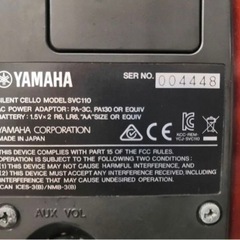 YAMAHA
SER NO. 004448
SILENT CELLO MODEL SVC110
AC POWER ADAPTOR: PA-3C, PA130 OR EQUIV
BATTERY : 1.5V× 2 R6, LR6, "AA"SIZE OR EQUIV
YAMAHA CORPORATION
KCC-REM-
YCJ-SVC110
THIS DEVICE COMPLIES WITH PART 15 OF THE FCC RULES.
OPERATION IS SUBJECT TO THE FOLLOWING TWO CONDITIONS:
(1) THIS DEVICE MAY NOT CAUSE HARMFUL INTERFERENCE, AND
(2) THIS DEVICE MUST ACCEPT ANY INTERFERENCE RECEIVED,
INCLUDING INTERFERENCE THAT MAY CAUSE UNDESIRED OPERATION.
CAN ICES-3(B)/NMB-3(B)
AUX VOL